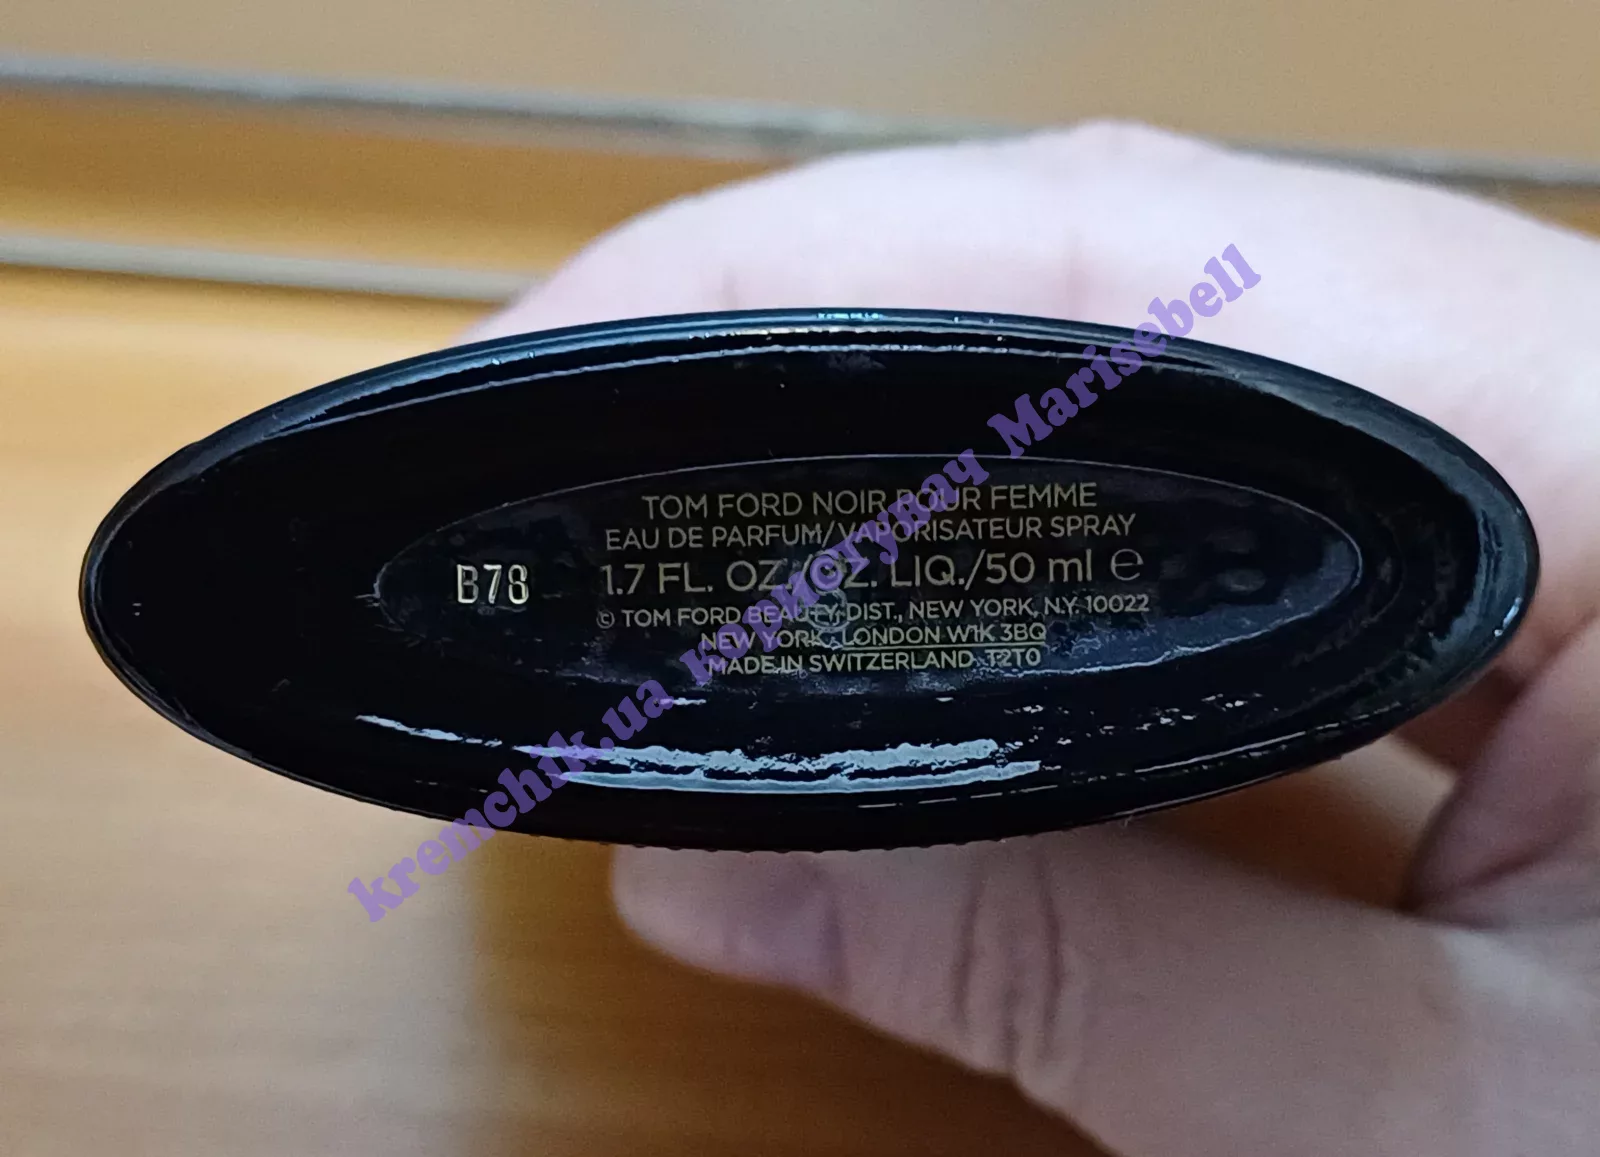 TOM FORD NOIR POUR FEMME
EAU DE PARFUM/VAPORISATEUR SPRAY
B78
1.7 FL. OZ./OZ. LIQ./50 ml ℮
© TOM FORD BEAUTY, DIST., NEW YORK, N.Y. 10022
NEW YORK, LONDON W1K 3BQ
MADE IN SWITZERLAND T2T0
kremchik.ua користувач Marisebell